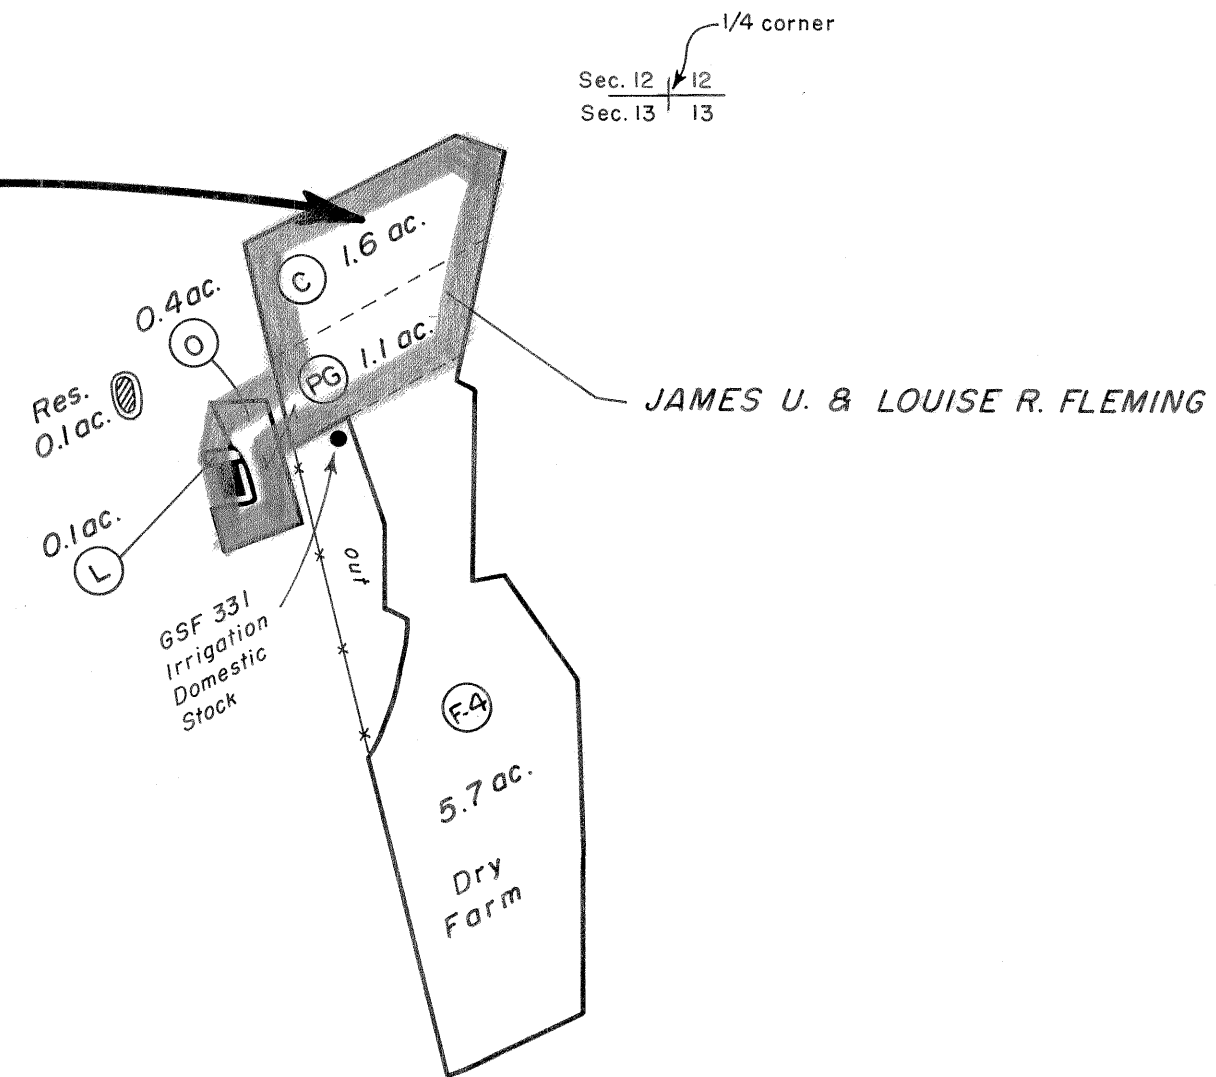 1/4 corner
Sec. 12 12
Sec. 13 13
1.6 ac.
C
0.4 ac.
O
1.1 ac.
PG
Res.
0.1 ac.
JAMES U. & LOUISE R. FLEMING
0.1 ac.
L
out
GSF 331
Irrigation
Domestic
Stock
F-4
5.7 ac.
Dry
Farm